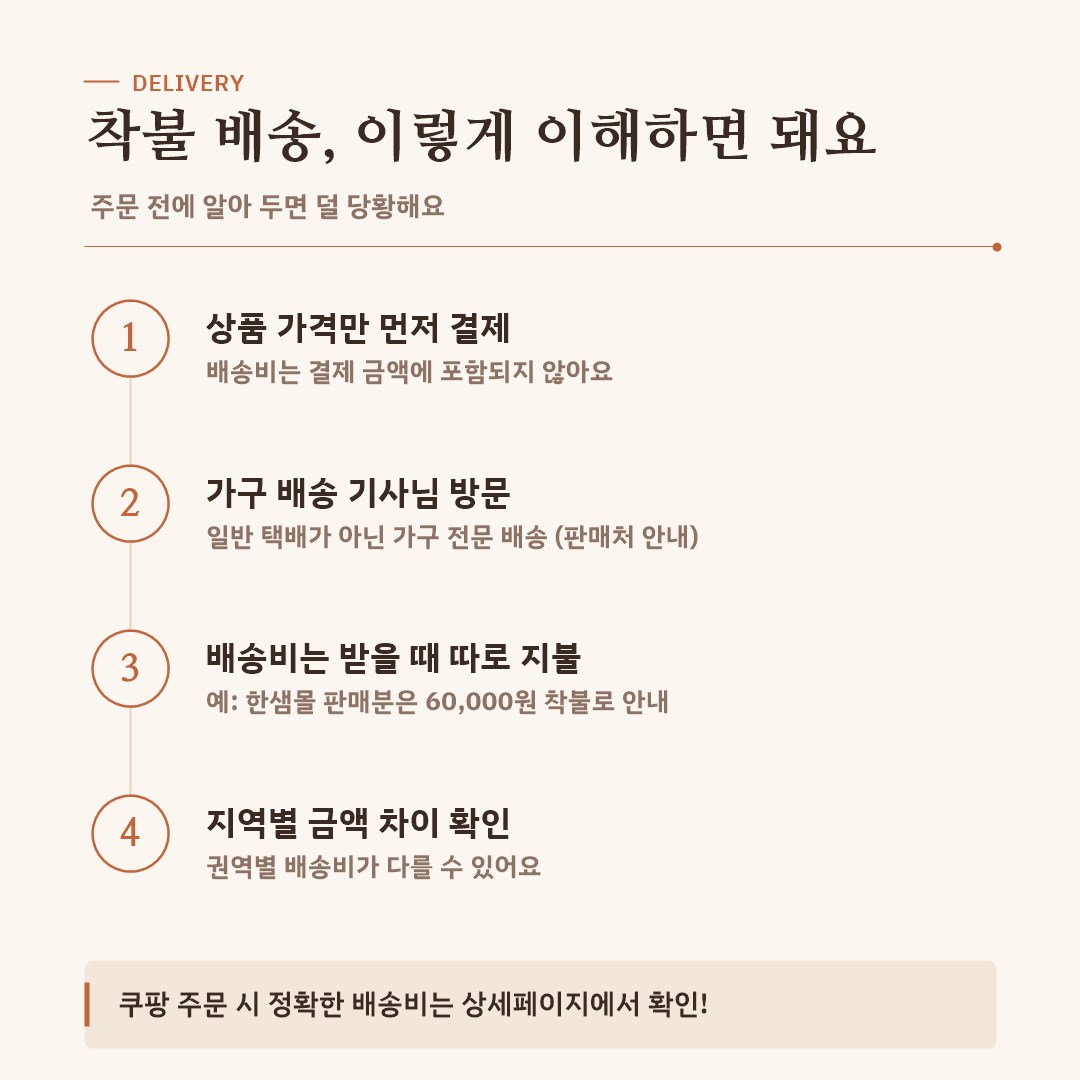 DELIVERY
착불 배송, 이렇게 이해하면 돼요
주문 전에 알아 두면 덜 당황해요
1
상품 가격만 먼저 결제
배송비는 결제 금액에 포함되지 않아요
2
가구 배송 기사님 방문
일반 택배가 아닌 가구 전문 배송 (판매처 안내)
3
배송비는 받을 때 따로 지불
예: 한샘몰 판매분은 60,000원 착불로 안내
4
지역별 금액 차이 확인
권역별 배송비가 다를 수 있어요
쿠팡 주문 시 정확한 배송비는 상세페이지에서 확인!